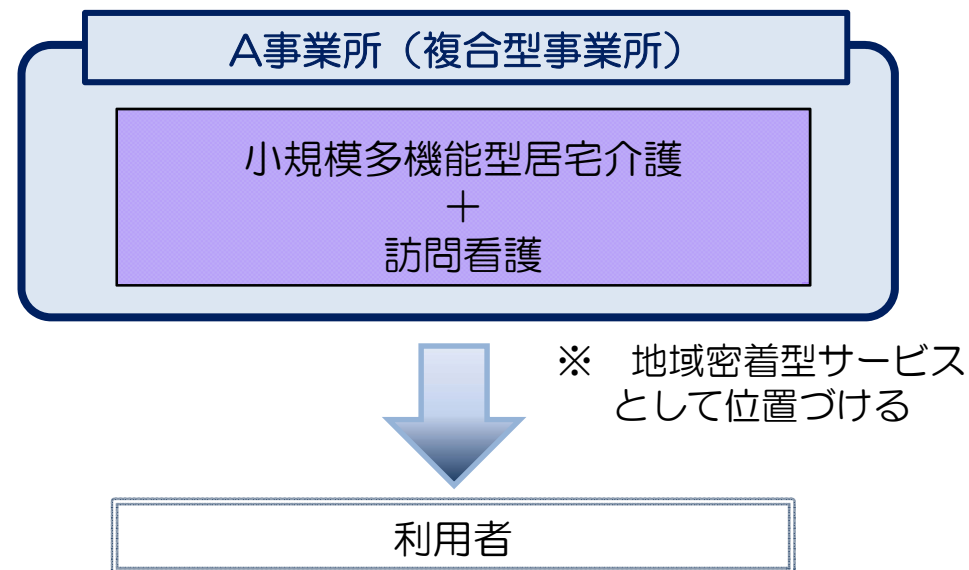 A事業所（複合型事業所）
小規模多機能型居宅介護
＋
訪問看護
※　地域密着型サービス
として位置づける
利用者